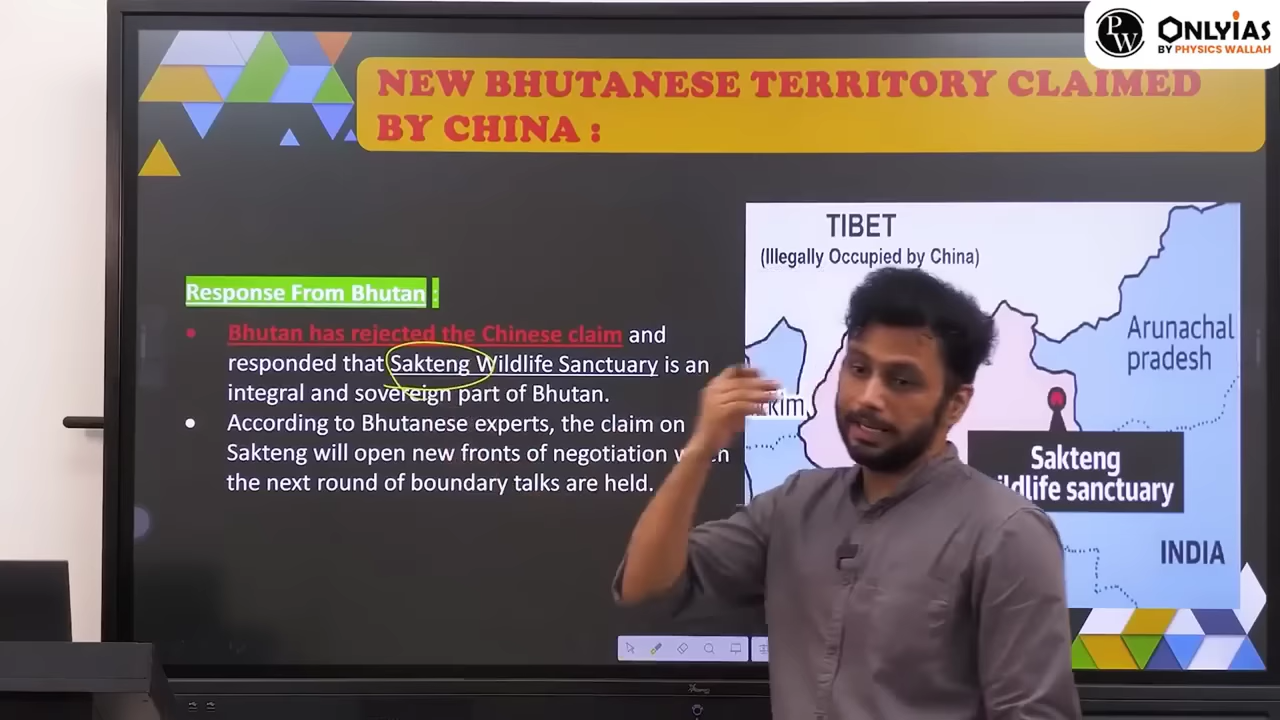 PW
ONLYIAS
BY PHYSICS WALLAH
NEW BHUTANESE TERRITORY CLAIMED
BY CHINA :
Response From Bhutan :
Bhutan has rejected the Chinese claim and
responded that Sakteng Wildlife Sanctuary is an
integral and sovereign part of Bhutan.
According to Bhutanese experts, the claim on
Sakteng will open new fronts of negotiation
the next round of boundary talks are held.
TIBET
(Illegally Occupied by China)
Arunachal
pradesh
Sakteng
sanctuary
INDIA